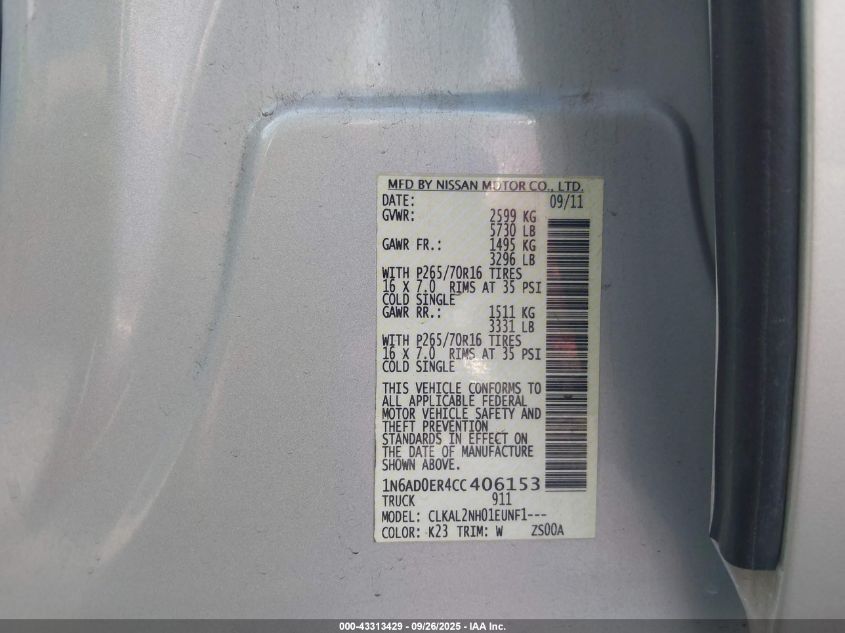 MFD BY NISSAN MOTOR CO., LTD.
DATE: 09/11
GVWR: 2599 KG
5730 LB
GAWR FR.: 1495 KG
3296 LB
WITH P265/70R16 TIRES
16 X 7.0 RIMS AT 35 PSI
COLD SINGLE
GAWR RR.: 1511 KG
3331 LB
WITH P265/70R16 TIRES
16 X 7.0 RIMS AT 35 PSI
COLD SINGLE
THIS VEHICLE CONFORMS TO
ALL APPLICABLE FEDERAL
MOTOR VEHICLE SAFETY AND
THEFT PREVENTION
STANDARDS IN EFFECT ON
THE DATE OF MANUFACTURE
SHOWN ABOVE.
1N6AD0ER4CC406153
TRUCK 911
MODEL: CLKAL2NH01EUNF1---
COLOR: K23 TRIM: W ZS00A
000-43313429 - 09/26/2025 - IAA Inc.